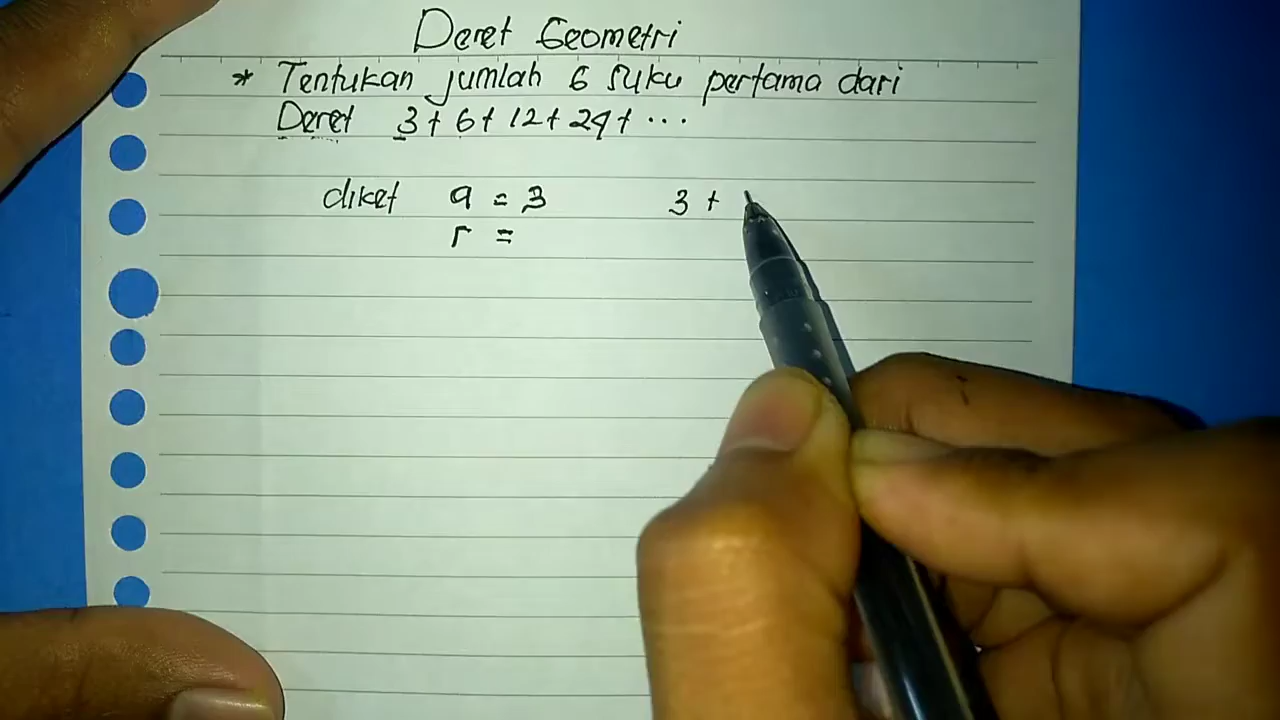 Deret Geometri
* Tentukan jumlah 6 suku pertama dari
Deret 3 + 6 + 12 + 24 + ...
diket a = 3 3 +
r =